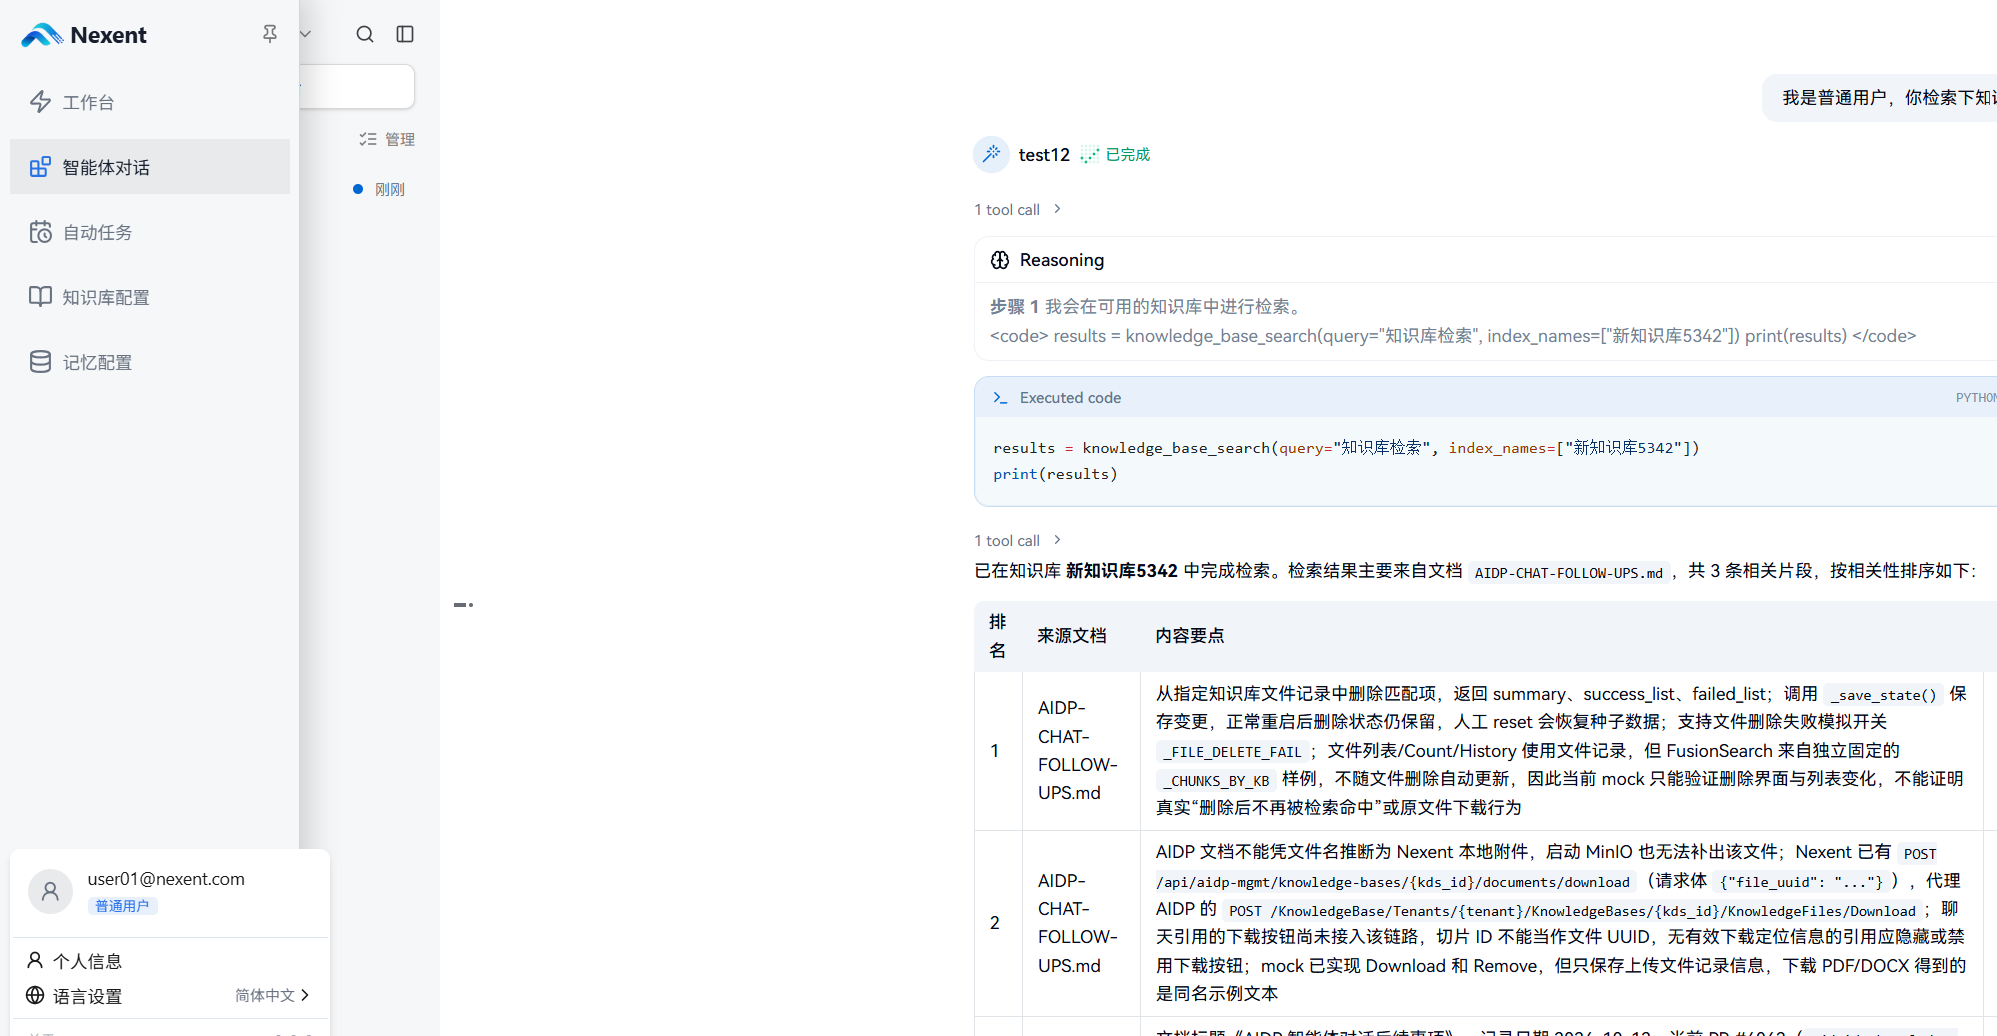 Nexent
工作台
智能体对话
自动任务
知识库配置
记忆配置
user01@nexent.com
普通用户
个人信息
语言设置 简体中文
管理
刚刚
我是普通用户，你检索下知
test12 已完成
1 tool call
Reasoning
步骤 1 我会在可用的知识库中进行检索。
<code> results = knowledge_base_search(query="知识库检索", index_names=["新知识库5342"]) print(results) </code>
Executed code PYTHON
results = knowledge_base_search(query="知识库检索", index_names=["新知识库5342"])
print(results)
1 tool call
已在知识库 新知识库5342 中完成检索。检索结果主要来自文档 AIDP-CHAT-FOLLOW-UPS.md ，共 3 条相关片段，按相关性排序如下：
排
名
来源文档
内容要点
1
AIDP-
CHAT-
FOLLOW-
UPS.md
从指定知识库文件记录中删除匹配项，返回 summary、success_list、failed_list；调用 _save_state() 保
存变更，正常重启后删除状态仍保留，人工 reset 会恢复种子数据；支持文件删除失败模拟开关
_FILE_DELETE_FAIL ；文件列表/Count/History 使用文件记录，但 FusionSearch 来自独立固定的
_CHUNKS_BY_KB 样例，不随文件删除自动更新，因此当前 mock 只能验证删除界面与列表变化，不能证明
真实“删除后不再被检索命中”或原文件下载行为
2
AIDP-
CHAT-
FOLLOW-
UPS.md
AIDP 文档不能凭文件名推断为 Nexent 本地附件，启动 MinIO 也无法补出该文件；Nexent 已有 POST
/api/aidp-mgmt/knowledge-bases/{kds_id}/documents/download （请求体 {"file_uuid": "..."} ），代理
AIDP 的 POST /KnowledgeBase/Tenants/{tenant}/KnowledgeBases/{kds_id}/KnowledgeFiles/Download ；聊
天引用的下载按钮尚未接入该链路，切片 ID 不能当作文件 UUID，无有效下载定位信息的引用应隐藏或禁
用下载按钮；mock 已实现 Download 和 Remove，但只保存上传文件记录信息，下载 PDF/DOCX 得到的
是同名示例文本